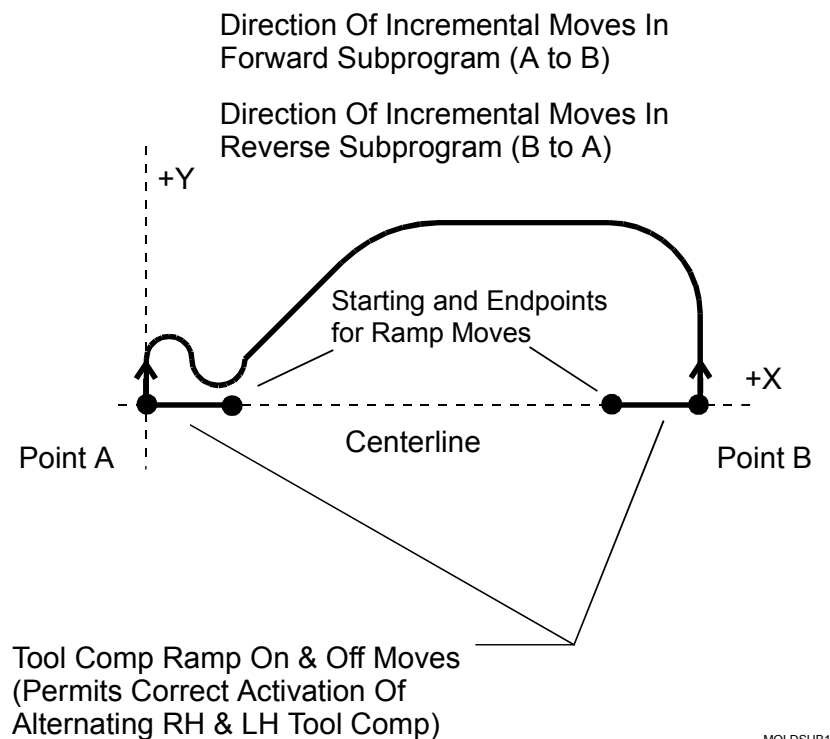 Direction Of Incremental Moves In
Forward Subprogram (A to B)
Direction Of Incremental Moves In
Reverse Subprogram (B to A)
+Y
Starting and Endpoints
for Ramp Moves
+X
Centerline
Point A
Point B
Tool Comp Ramp On & Off Moves
(Permits Correct Activation Of
Alternating RH & LH Tool Comp)